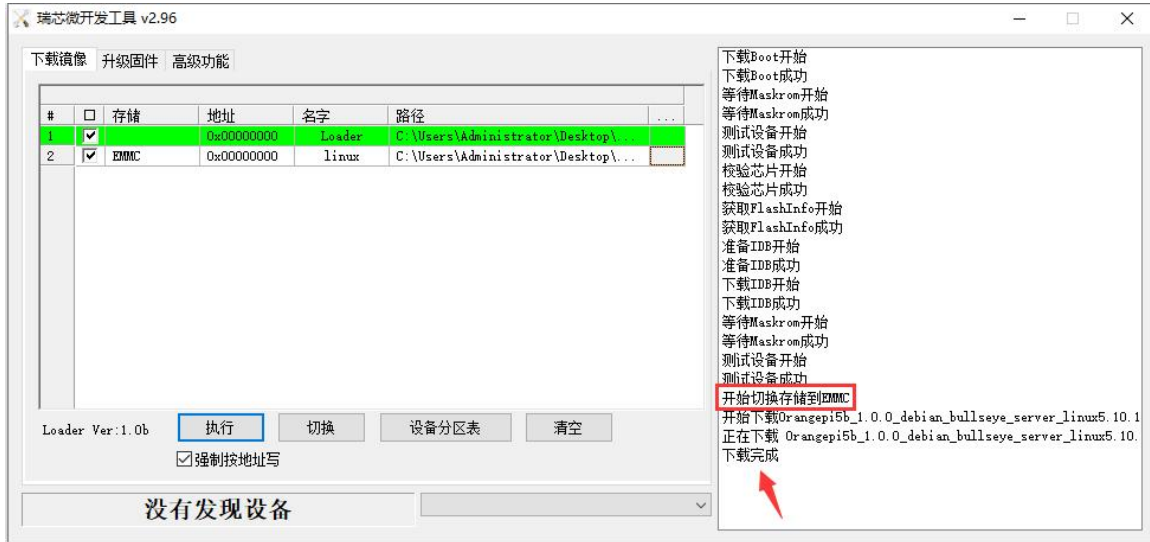 瑞芯微开发工具 v2.96
下载镜像 升级固件 高级功能
# 存储 地址 名字 路径 ...
1 0x00000000 Loader C:\Users\Administrator\Desktop\...
2 EMMC 0x00000000 linux C:\Users\Administrator\Desktop\...
Loader Ver:1.0b 执行 切换 设备分区表 清空
强制按地址写
没有发现设备
下载Boot开始
下载Boot成功
等待Maskrom开始
等待Maskrom成功
测试设备开始
测试设备成功
校验芯片开始
校验芯片成功
获取FlashInfo开始
获取FlashInfo成功
准备IDB开始
准备IDB成功
下载IDB开始
下载IDB成功
等待Maskrom开始
等待Maskrom成功
测试设备开始
测试设备成功
开始切换存储到EMMC
开始下载Orangepi5b_1.0.0_debian_bullseye_server_linux5.10.1
正在下载 Orangepi5b_1.0.0_debian_bullseye_server_linux5.10.
下载完成